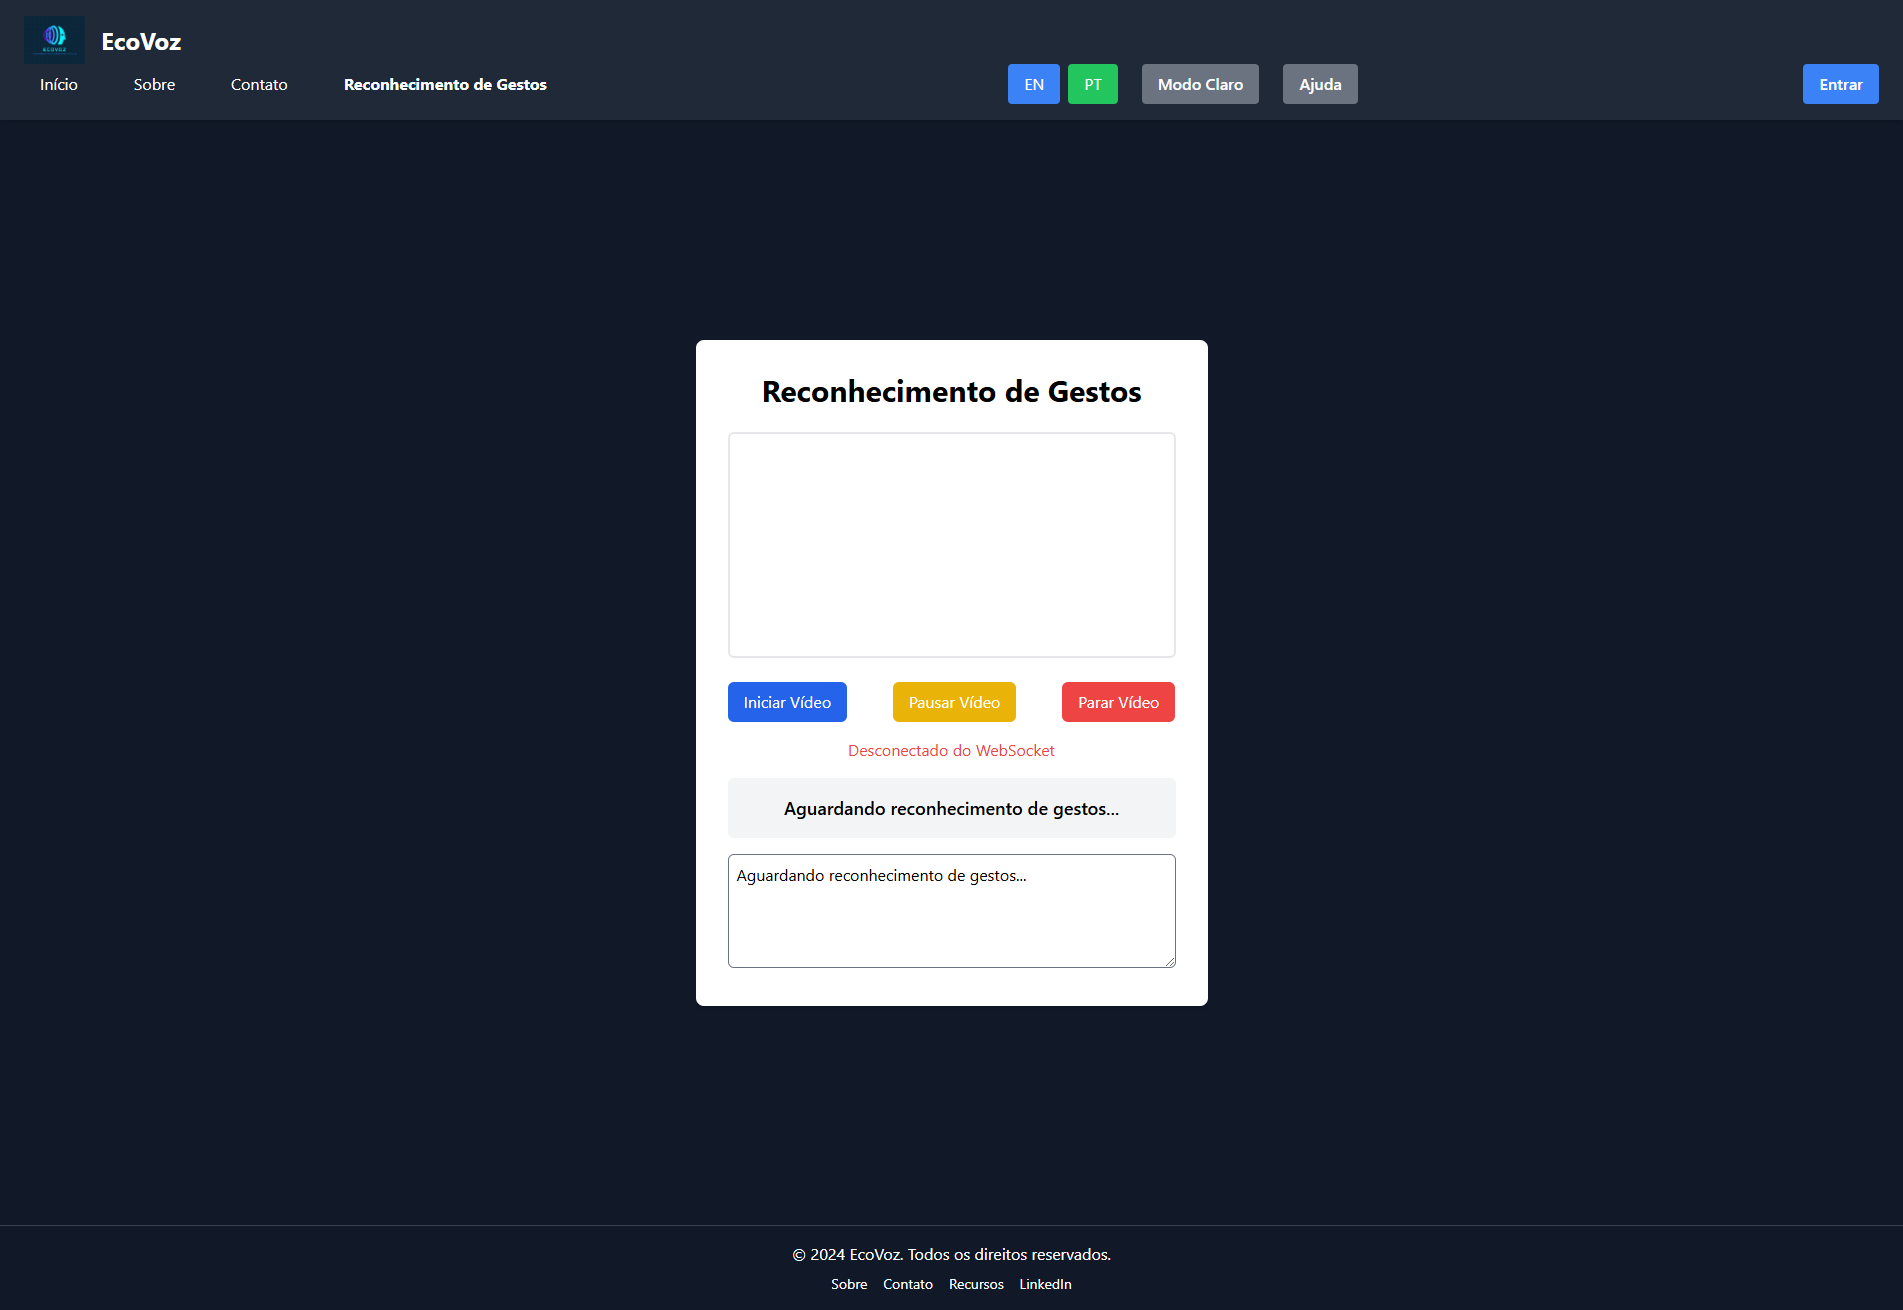 ECOVOZ
EcoVoz
Início Sobre Contato Reconhecimento de Gestos EN PT Modo Claro Ajuda Entrar
Reconhecimento de Gestos
Iniciar Vídeo Pausar Vídeo Parar Vídeo
Desconectado do WebSocket
Aguardando reconhecimento de gestos...
Aguardando reconhecimento de gestos...
© 2024 EcoVoz. Todos os direitos reservados.
Sobre Contato Recursos LinkedIn